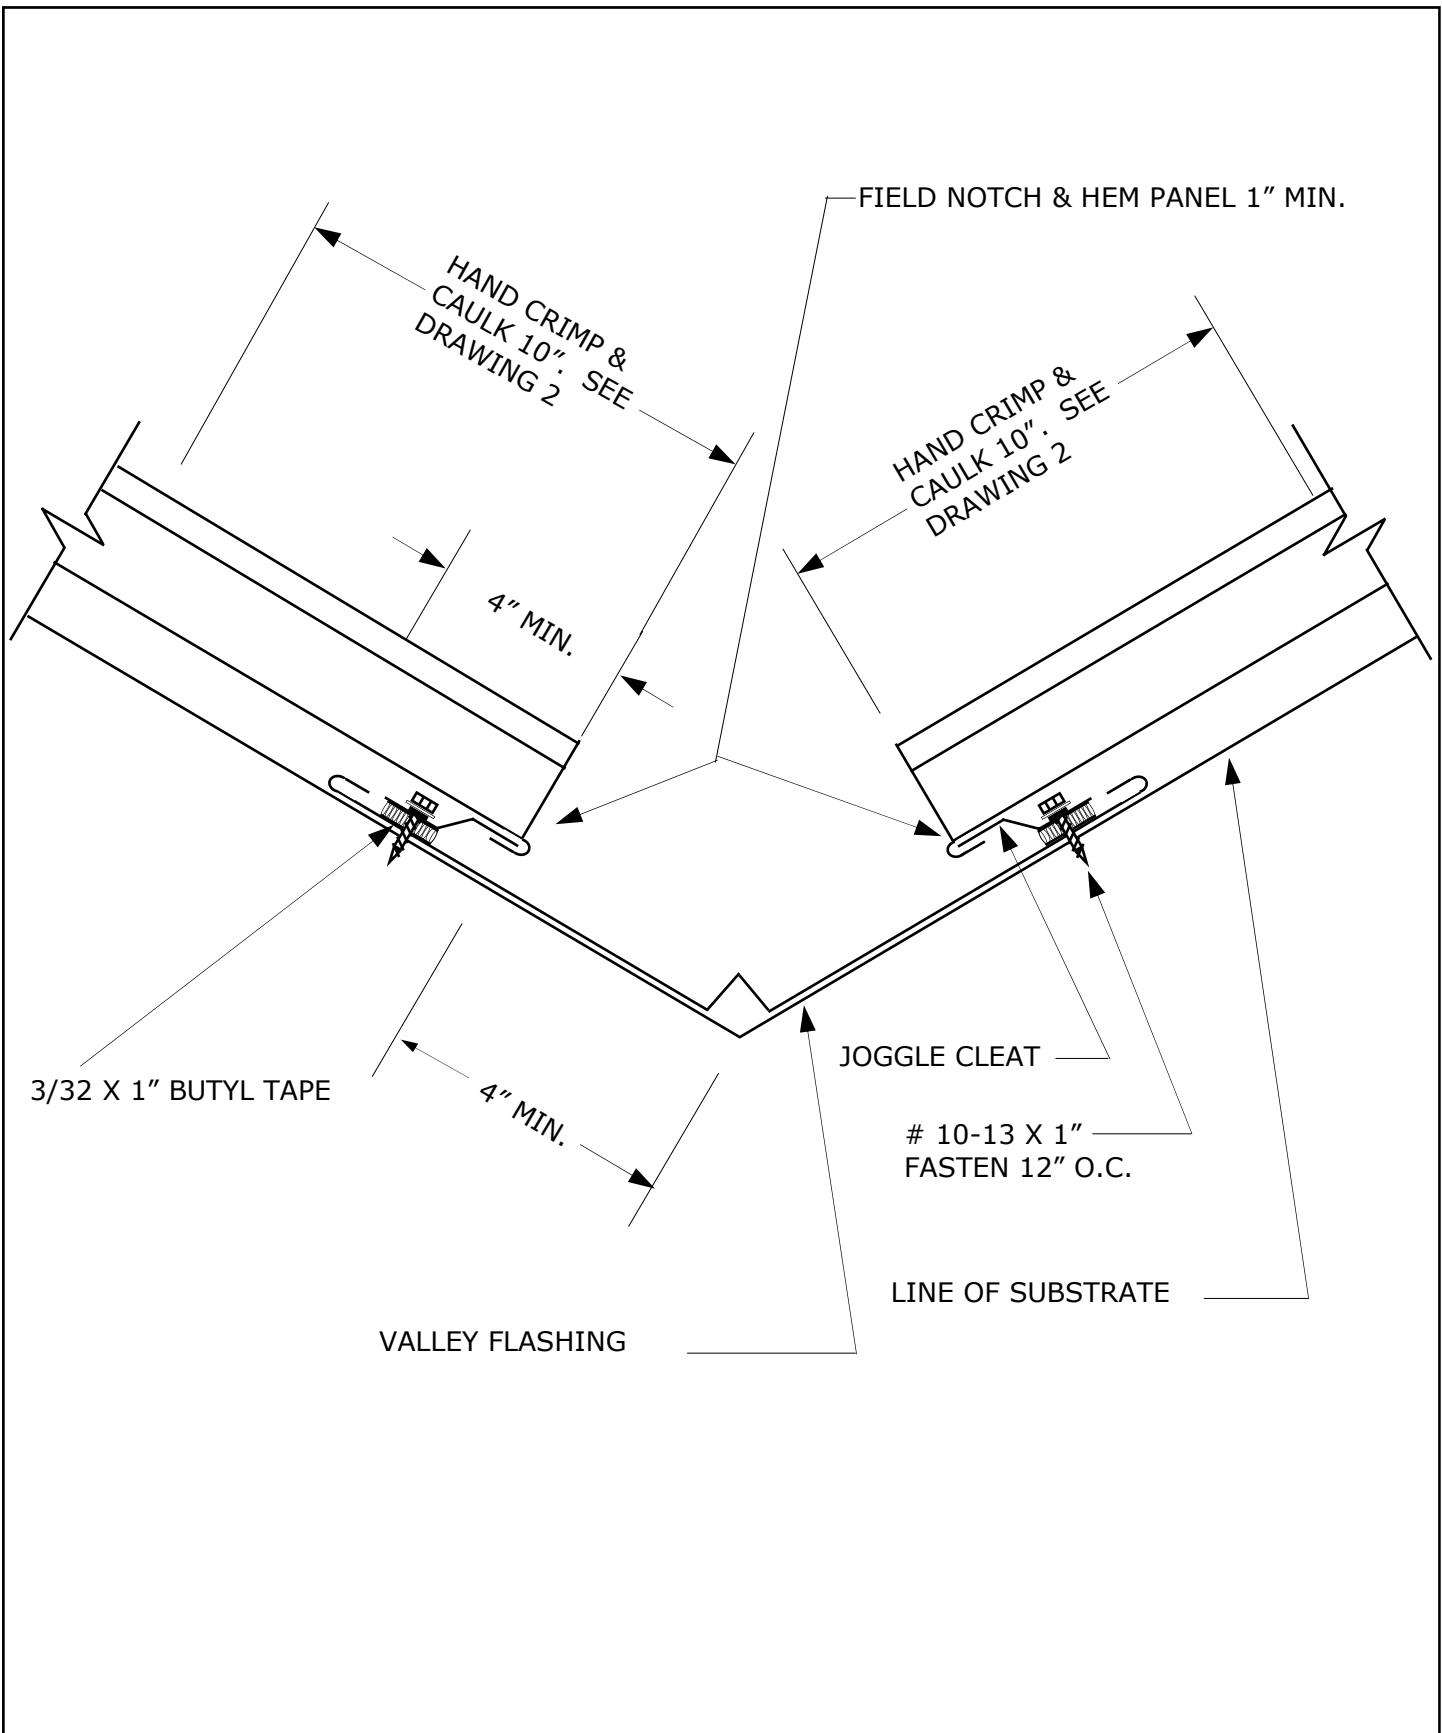 FIELD NOTCH & HEM PANEL 1” MIN.
HAND CRIMP &
CAULK 10”. SEE
DRAWING 2
HAND CRIMP &
CAULK 10”. SEE
DRAWING 2
4” MIN.
3/32 X 1” BUTYL TAPE
4” MIN.
JOGGLE CLEAT
# 10-13 X 1”
FASTEN 12” O.C.
LINE OF SUBSTRATE
VALLEY FLASHING